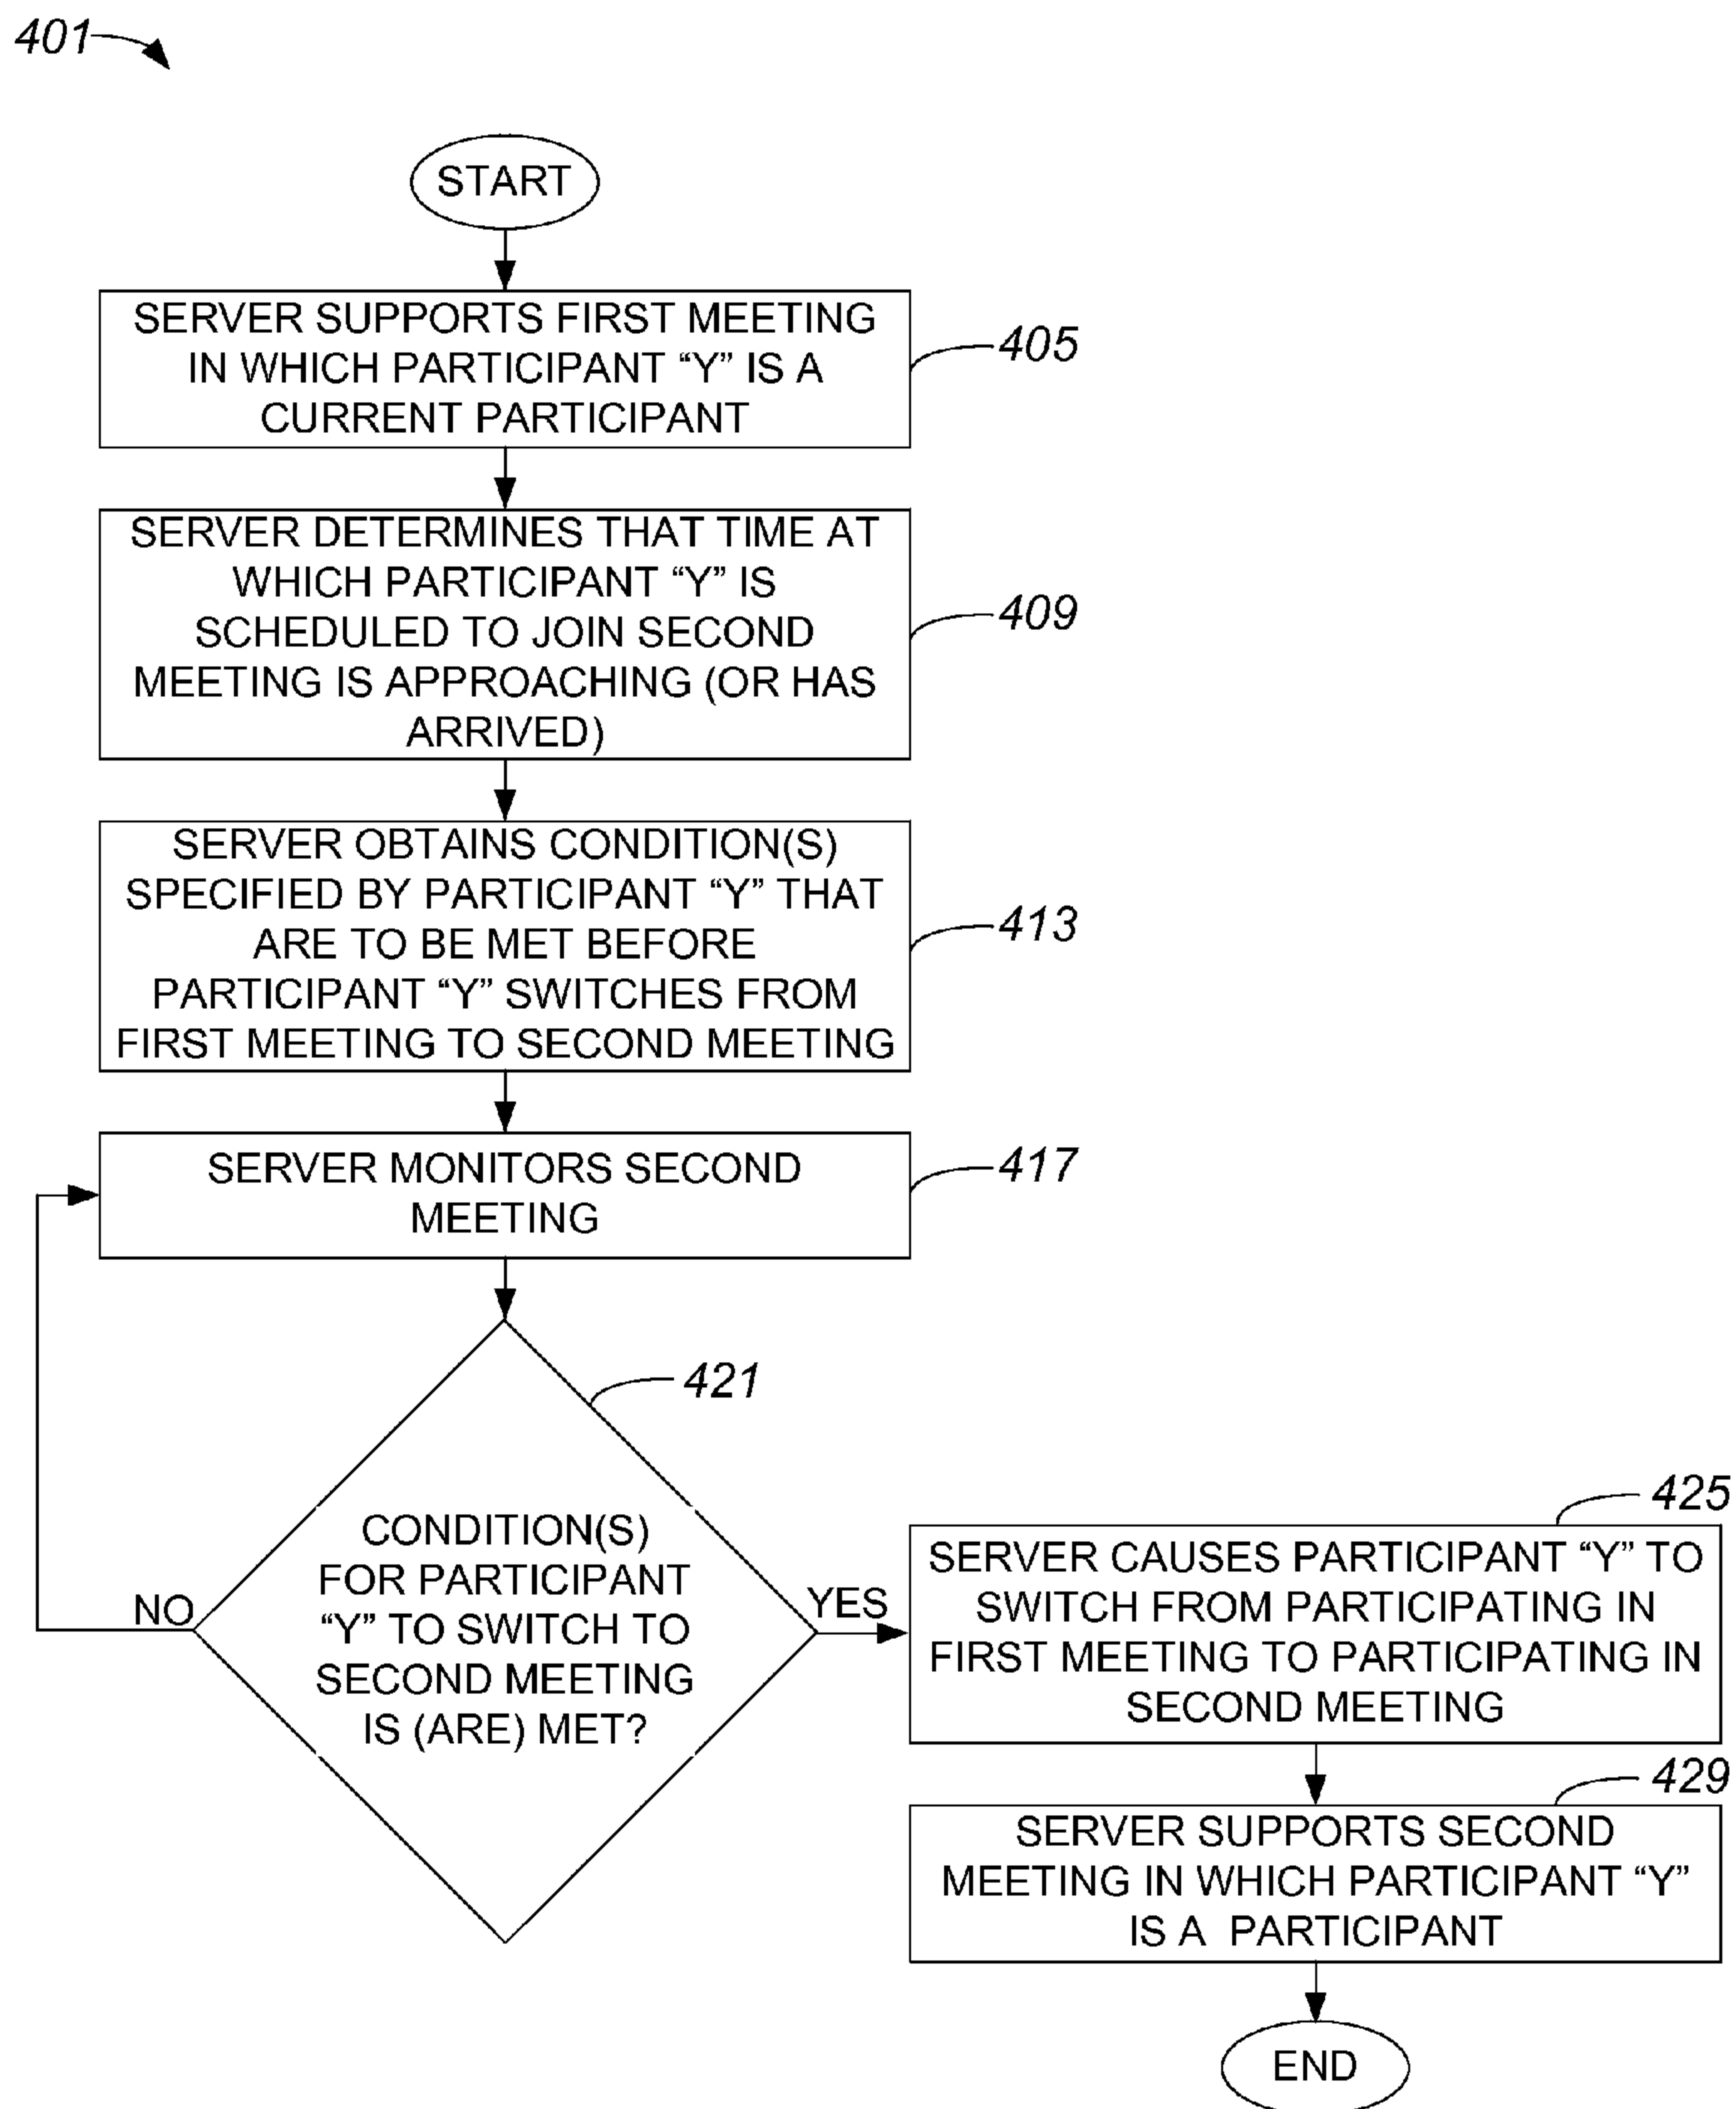 401
START
SERVER SUPPORTS FIRST MEETING
IN WHICH PARTICIPANT “Y” IS A
CURRENT PARTICIPANT
405
SERVER DETERMINES THAT TIME AT
WHICH PARTICIPANT “Y” IS
SCHEDULED TO JOIN SECOND
MEETING IS APPROACHING (OR HAS
ARRIVED)
409
SERVER OBTAINS CONDITION(S)
SPECIFIED BY PARTICIPANT “Y” THAT
ARE TO BE MET BEFORE
PARTICIPANT “Y” SWITCHES FROM
FIRST MEETING TO SECOND MEETING
413
SERVER MONITORS SECOND
MEETING
417
421
CONDITION(S)
FOR PARTICIPANT
“Y” TO SWITCH TO
SECOND MEETING
IS (ARE) MET?
NO
YES
425
SERVER CAUSES PARTICIPANT “Y” TO
SWITCH FROM PARTICIPATING IN
FIRST MEETING TO PARTICIPATING IN
SECOND MEETING
429
SERVER SUPPORTS SECOND
MEETING IN WHICH PARTICIPANT “Y”
IS A PARTICIPANT
END